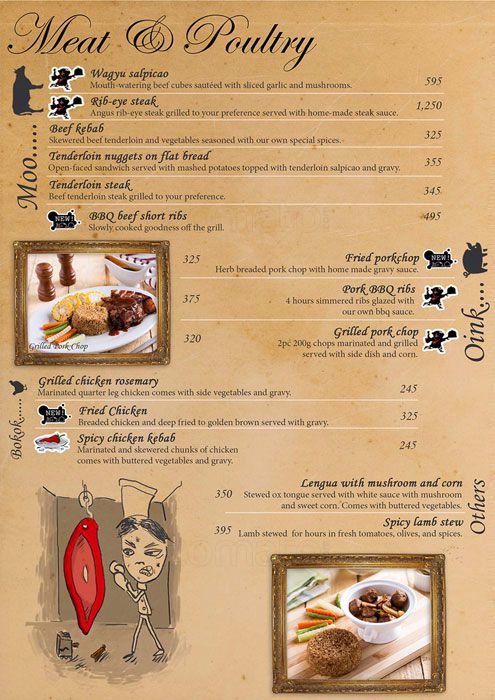 Meat & Poultry
Moo.....
Wagyu salpicao
Mouth-watering beef cubes sautéed with sliced garlic and mushrooms. 595
Rib-eye steak
Angus rib-eye steak grilled to your preference served with home-made steak sauce. 1,250
Beef kebab
Skewered beef tenderloin and vegetables seasoned with our own special spices. 325
Tenderloin nuggets on flat bread
Open-faced sandwich served with mashed potatoes topped with tenderloin salpicao and gravy. 355
Tenderloin steak
Beef tenderloin steak grilled to your preference. 345
NEW!
BBQ beef short ribs 495
Slowly cooked goodness off the grill.
Oink....
325 Fried porkchop
NEW!
Herb breaded pork chop with home made gravy sauce.
375 Pork BBQ ribs
4 hours simmered ribs glazed with
our own bbq sauce.
320 Grilled pork chop
2pc 200g chops marinated and grilled
served with side dish and corn.
Grilled Pork Chop
Bokok.....
Grilled chicken rosemary 245
Marinated quarter leg chicken comes with side vegetables and gravy.
NEW!
Fried Chicken 325
Breaded chicken and deep fried to golden brown served with gravy.
Spicy chicken kebab 245
Marinated and skewered chunks of chicken
comes with buttered vegetables and gravy.
Others
Lengua with mushroom and corn
350 Stewed ox tongue served with white sauce with mushroom
and sweet corn. Comes with buttered vegetables.
Spicy lamb stew
395 Lamb stewed for hours in fresh tomatoes, olives, and spices.